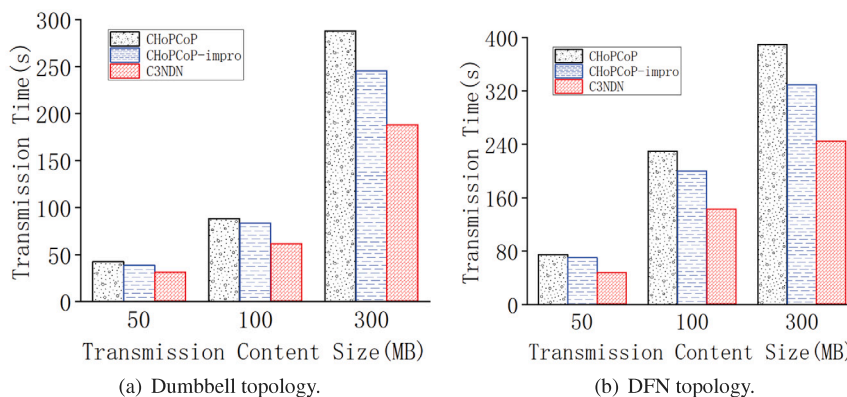 300
250
200
150
100
50
0
Transmission Time(s)
CHoPCoP
CHoPCoP-impro
C3NDN
50 100 300
Transmission Content Size(MB)
(a) Dumbbell topology.
400
320
240
160
80
0
Transmission Time(s)
CHoPCoP
CHoPCoP-impro
C3NDN
50 100 300
Transmission Content Size(MB)
(b) DFN topology.